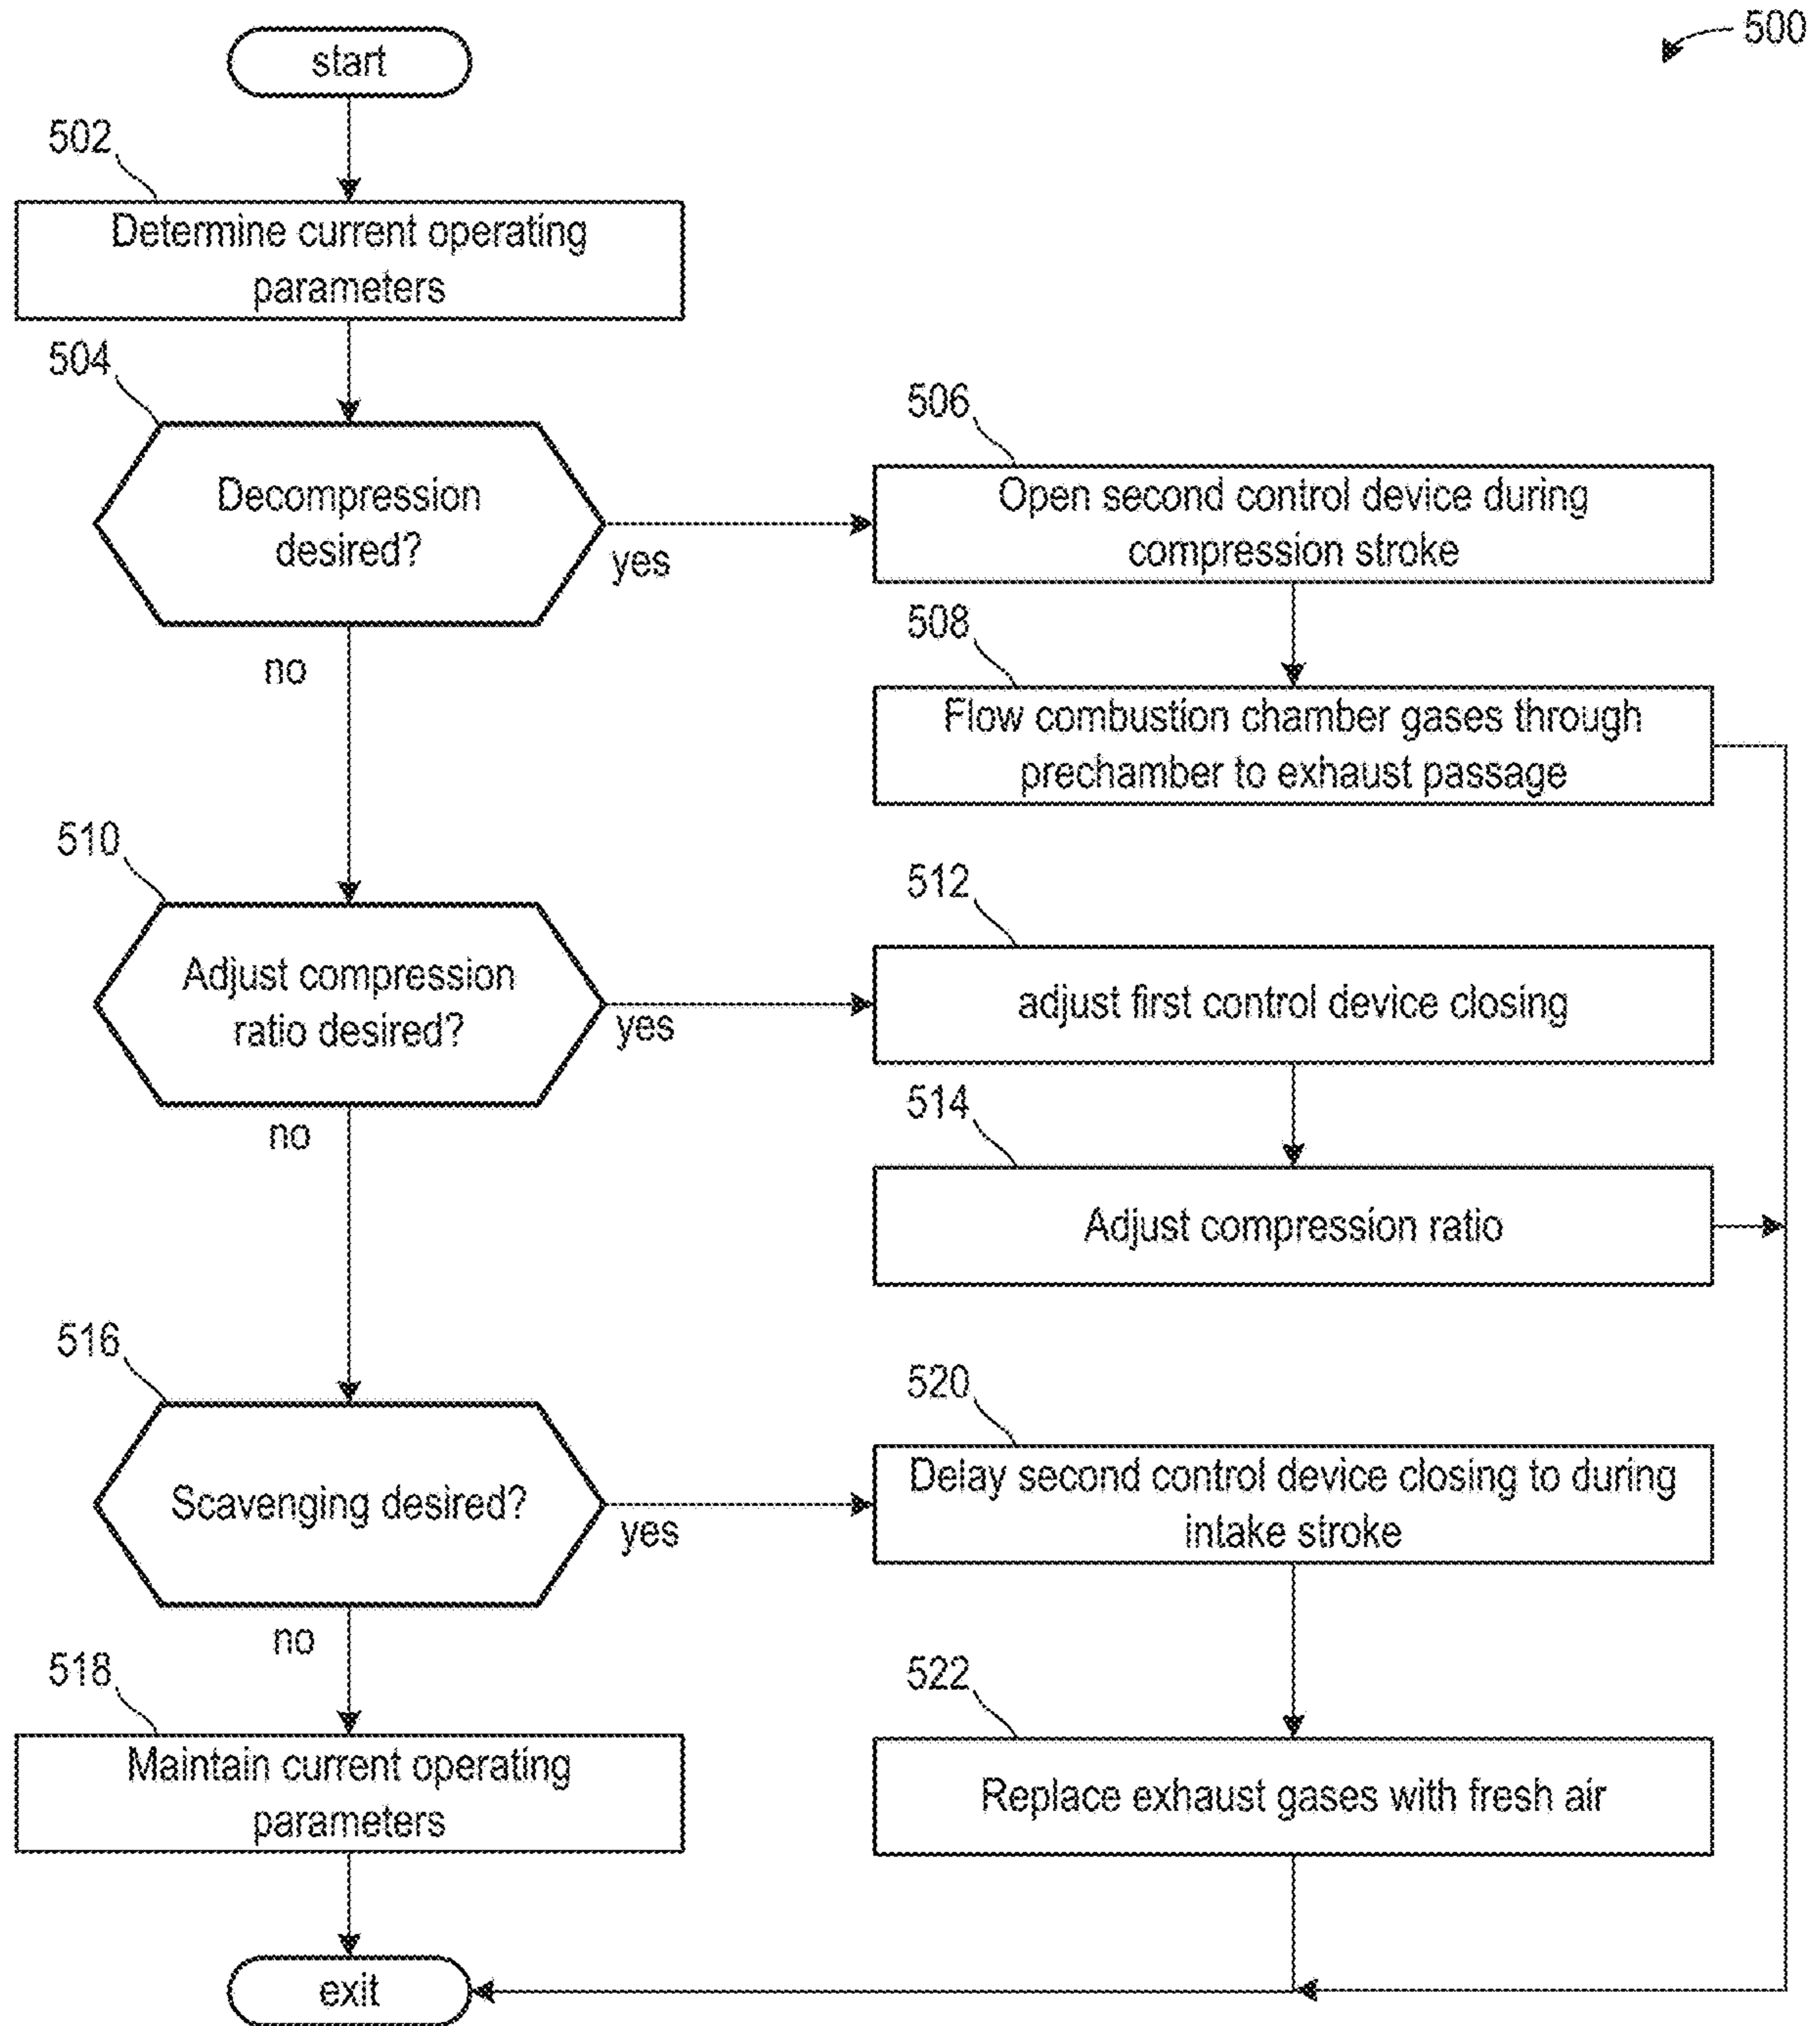 500
start
502
Determine current operating
parameters
504
Decompression
desired?
yes
no
506
Open second control device during
compression stroke
508
Flow combustion chamber gases through
prechamber to exhaust passage
510
Adjust compression
ratio desired?
yes
no
512
adjust first control device closing
514
Adjust compression ratio
516
Scavenging desired?
yes
no
520
Delay second control device closing to during
intake stroke
518
Maintain current operating
parameters
522
Replace exhaust gases with fresh air
exit